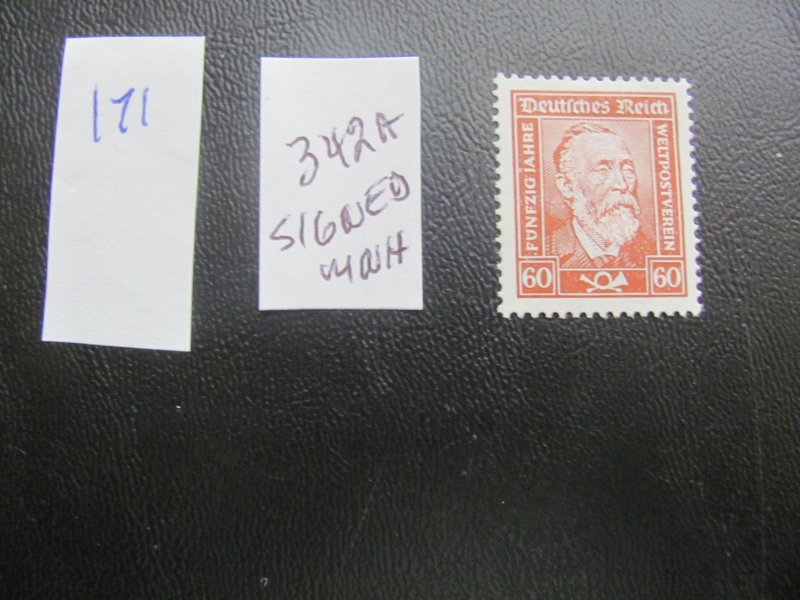 171
342A
SIGNED
MNH
Deutsches Reich
FÜNFZIG JAHRE
WELTPOSTVEREIN
60 60